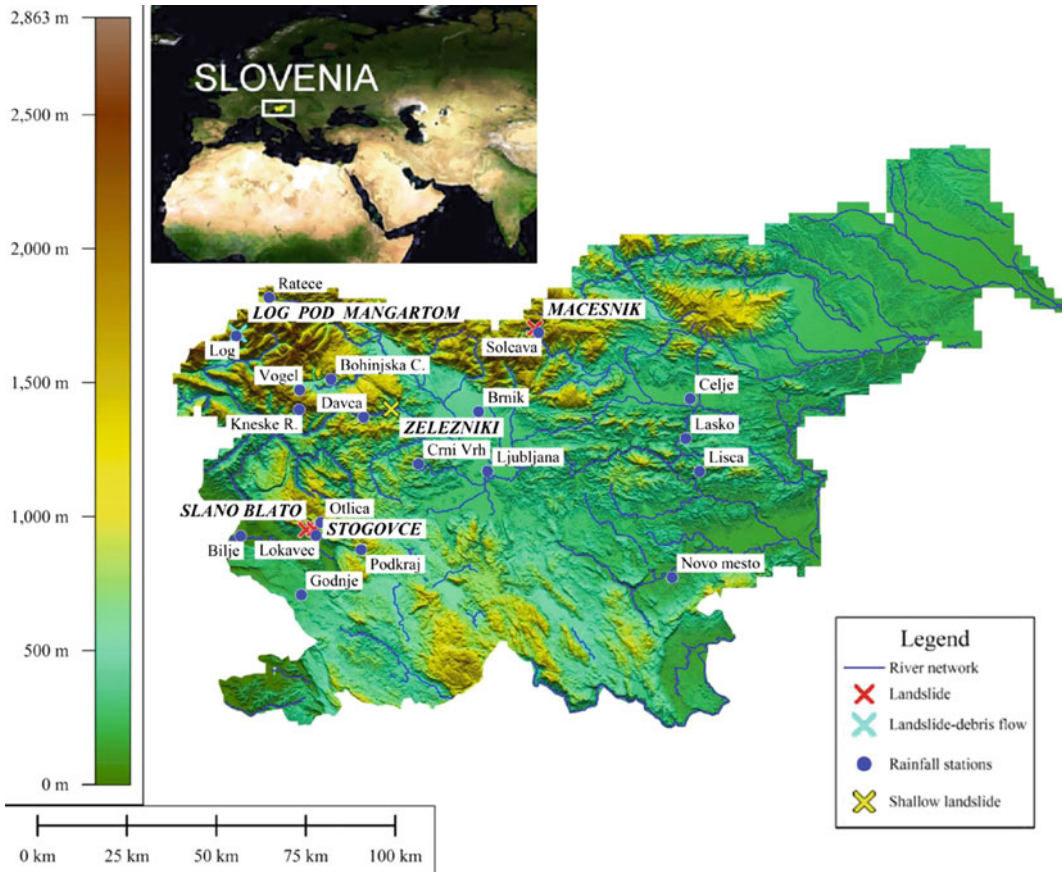 2,863 m
2,500 m
2,000 m
1,500 m
1,000 m
500 m
0 m
SLOVENIA
Ratece
LOG POD MANGARTOM
MACESNIK
Log
Solcava
Bohinjska C.
Vogel
Celje
Davca
Brnik
Kneske R.
ZELEZNIKI
Lasko
Crni Vrh
Ljubljana
Lisca
SLANO BLATO
Otlica
STOGOVCE
Bilje
Lokavec
Podkraj
Novo mesto
Godnje
Legend
River network
Landslide
Landslide-debris flow
Rainfall stations
Shallow landslide
0 km
25 km
50 km
75 km
100 km